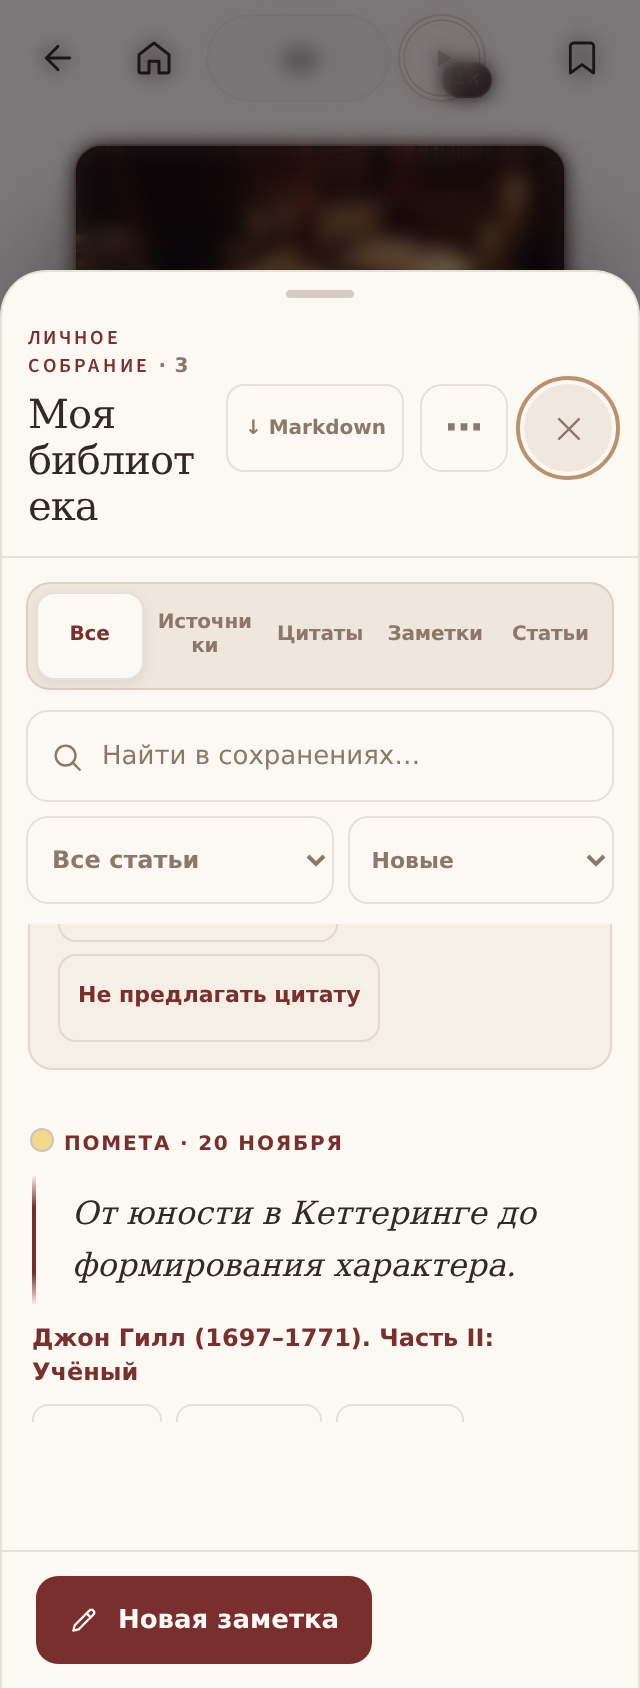 ЛИЧНОЕ
СОБРАНИЕ · 3
Моя
библиот
ека
↓ Markdown
...
Все
Источни
ки
Цитаты
Заметки
Статьи
Найти в сохранениях...
Все статьи
Новые
Не предлагать цитату
ПОМЕТА · 20 НОЯБРЯ
От юности в Кеттеринге до
формирования характера.
Джон Гилл (1697–1771). Часть II:
Учёный
Новая заметка